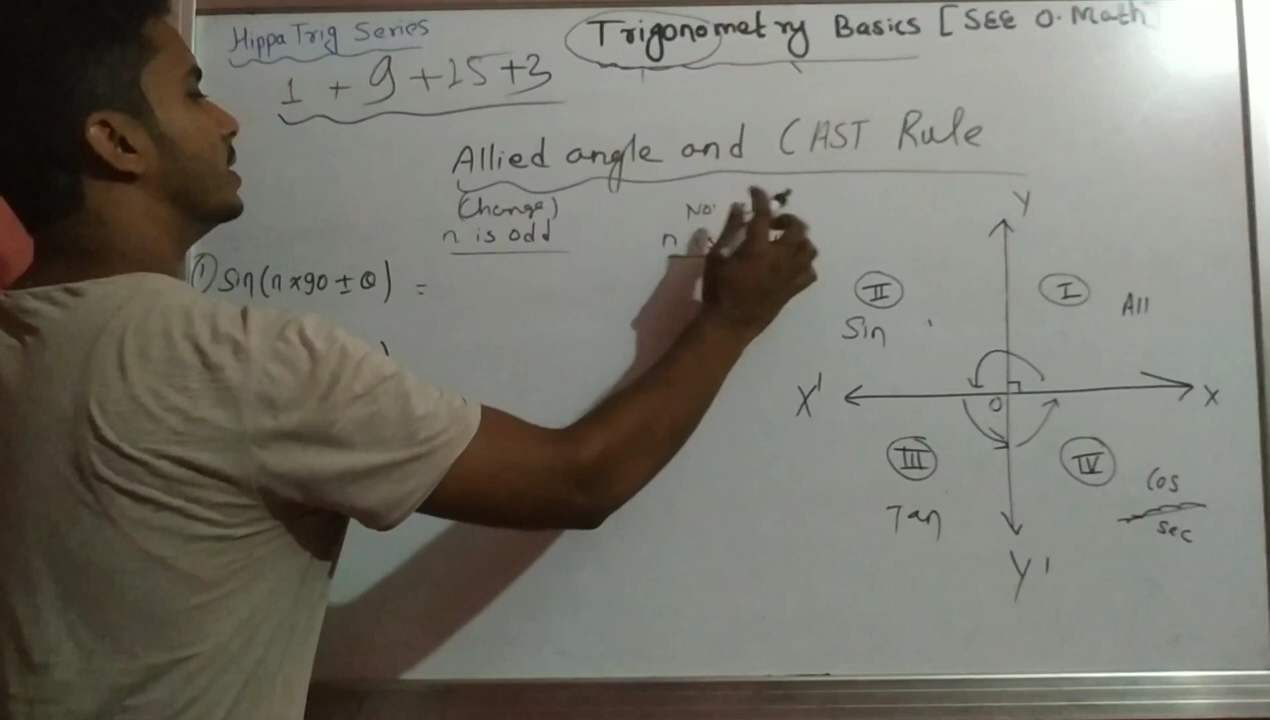 Hippa Trig Series
Trigonometry Basics [SEE O. Math
1 + 9 + 15 + 3
Allied angle and CAST Rule
(Change)
No.
n is odd
n
① Sin(n×90 ± θ) =
Y
II
I
Sin
All
X'
O
X
III
IV
Tan
Cos
sec
Y'